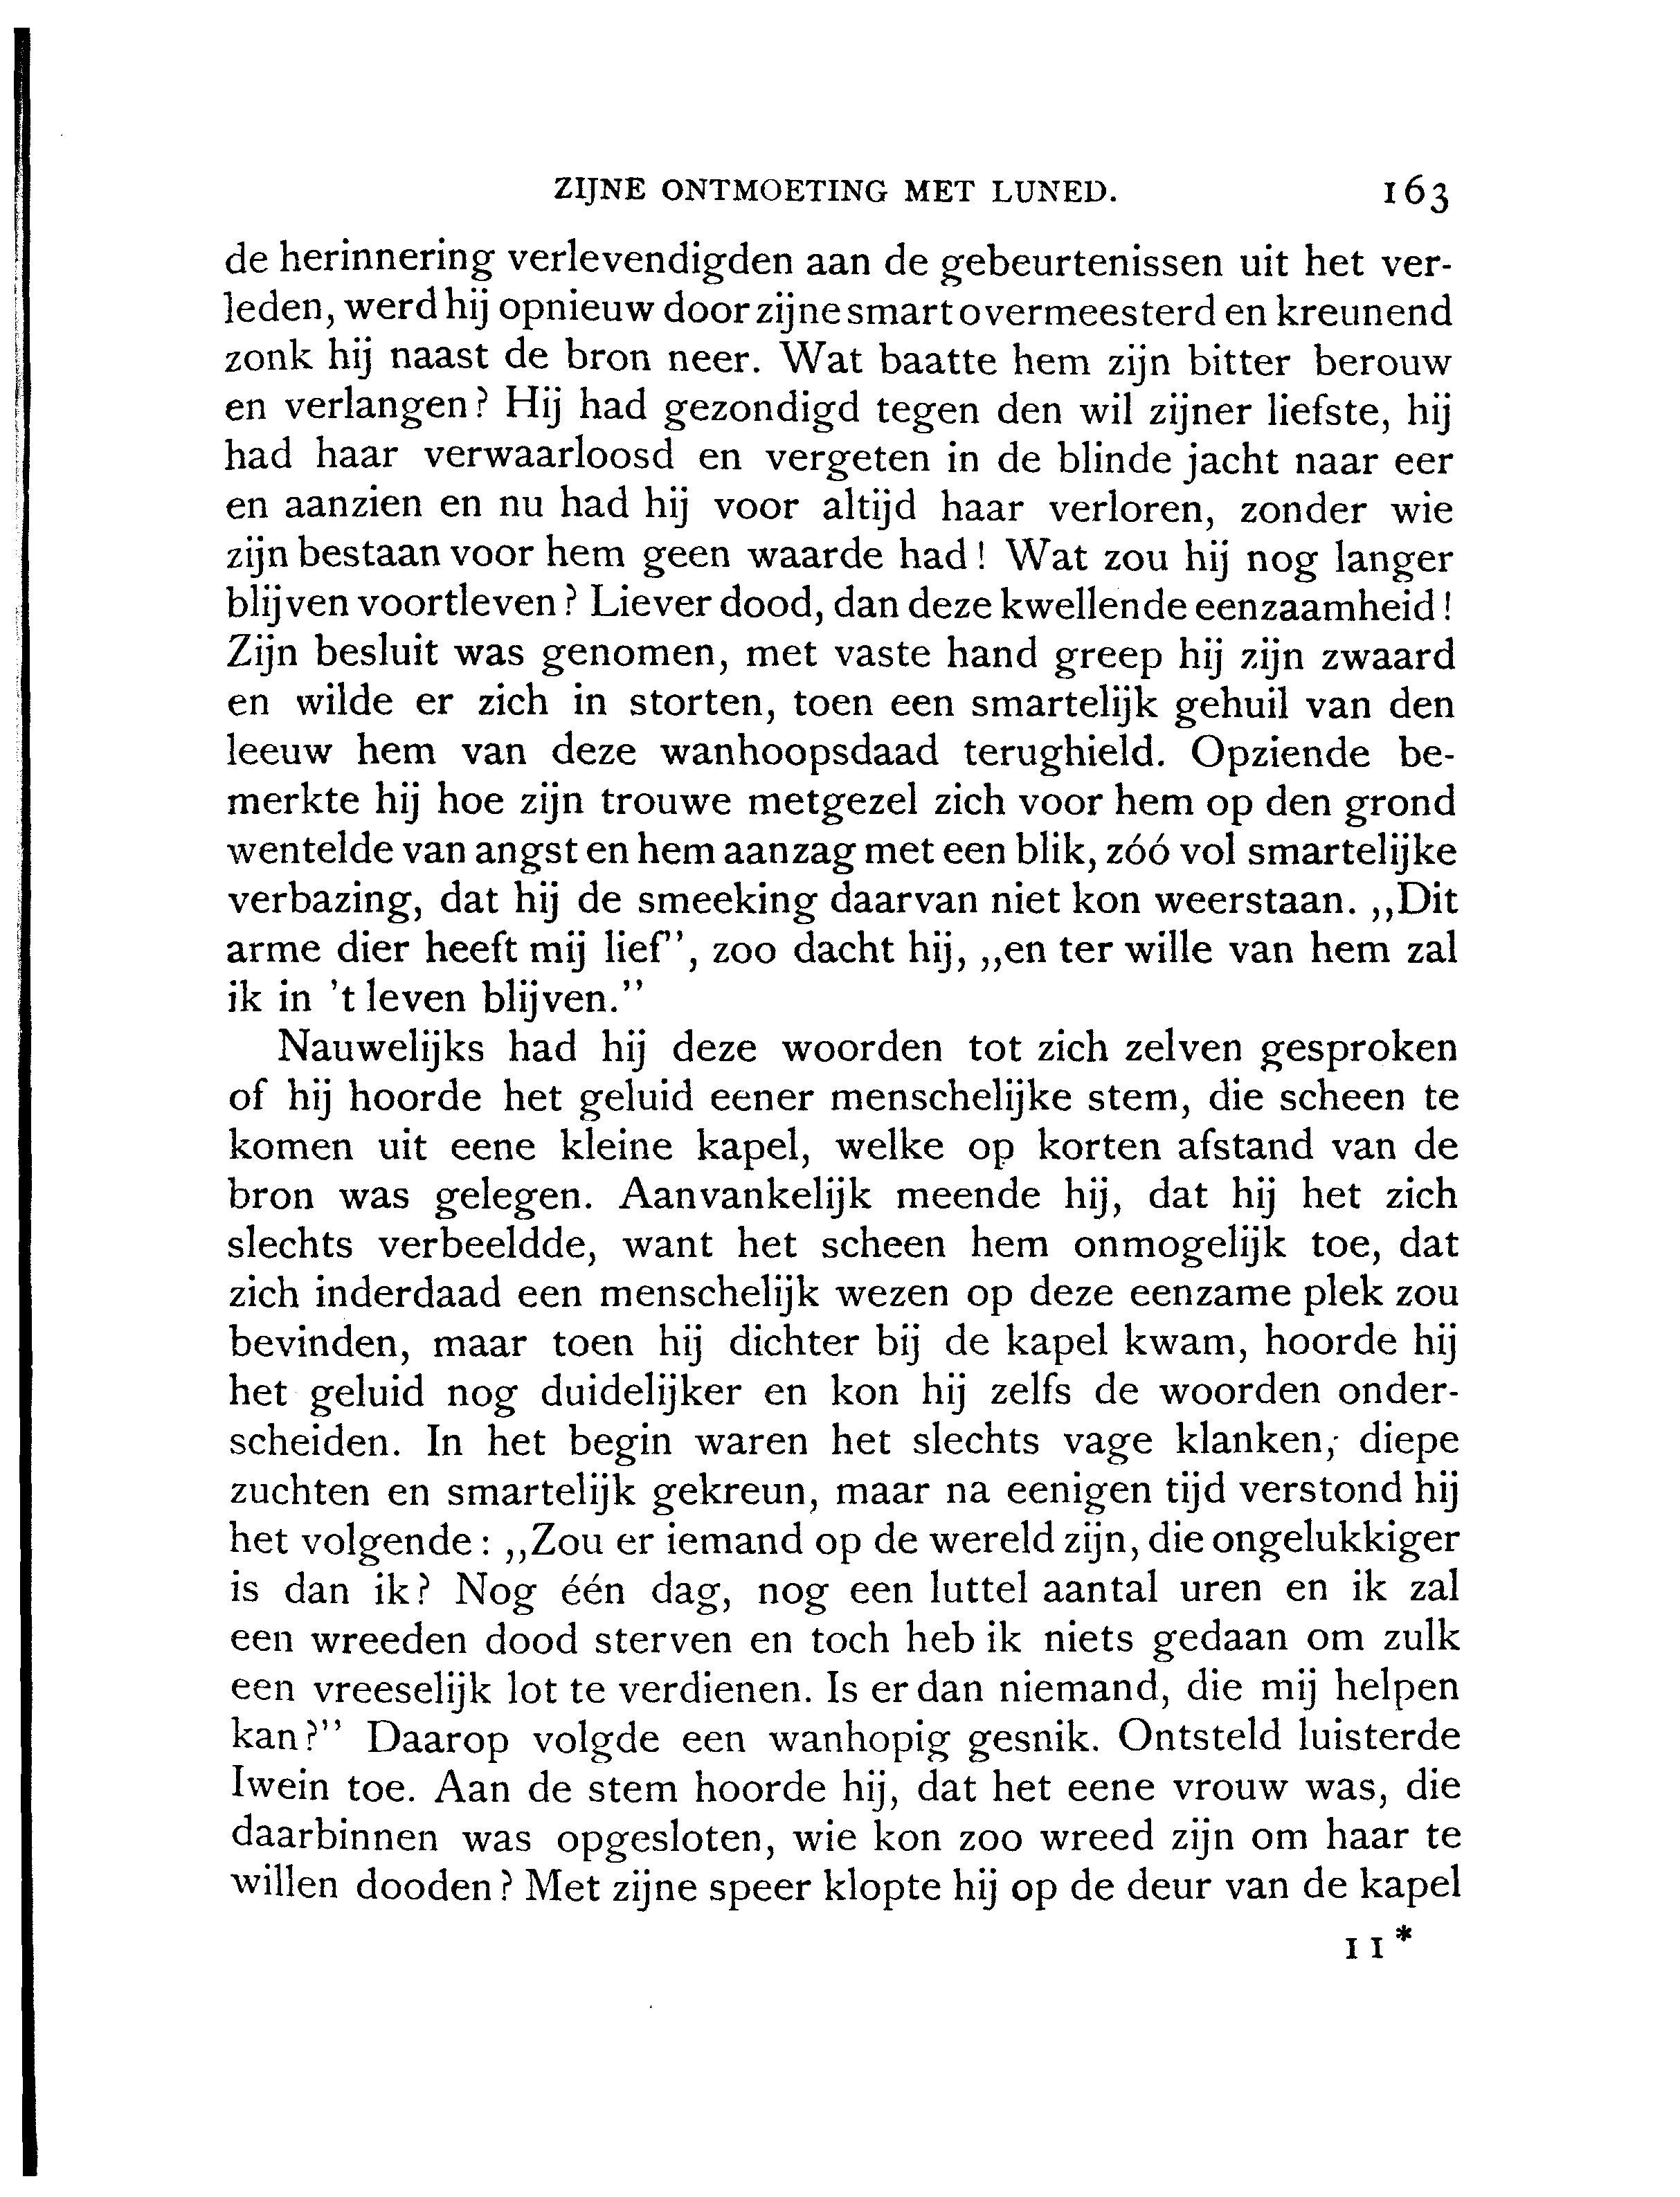 ZIJNE ONTMOETING MET LUNED. 163
de herinnering verlevendigden aan de gebeurtenissen uit het ver-
leden, werd hij opnieuw door zijne smart overmeesterd en kreunend
zonk hij naast de bron neer. Wat baatte hem zijn bitter berouw
en verlangen? Hij had gezondigd tegen den wil zijner liefste, hij
had haar verwaarloosd en vergeten in de blinde jacht naar eer
en aanzien en nu had hij voor altijd haar verloren, zonder wie
zijn bestaan voor hem geen waarde had! Wat zou hij nog langer
blijven voortleven? Liever dood, dan deze kwellende eenzaamheid!
Zijn besluit was genomen, met vaste hand greep hij zijn zwaard
en wilde er zich in storten, toen een smartelijk gehuil van den
leeuw hem van deze wanhoopsdaad terughield. Opziende be-
merkte hij hoe zijn trouwe metgezel zich voor hem op den grond
wentelde van angst en hem aanzag met een blik, zóó vol smartelijke
verbazing, dat hij de smeeking daarvan niet kon weerstaan. „Dit
arme dier heeft mij lief”, zoo dacht hij, „en ter wille van hem zal
ik in 't leven blijven.”
Nauwelijks had hij deze woorden tot zich zelven gesproken
of hij hoorde het geluid eener menschelijke stem, die scheen te
komen uit eene kleine kapel, welke op korten afstand van de
bron was gelegen. Aanvankelijk meende hij, dat hij het zich
slechts verbeeldde, want het scheen hem onmogelijk toe, dat
zich inderdaad een menschelijk wezen op deze eenzame plek zou
bevinden, maar toen hij dichter bij de kapel kwam, hoorde hij
het geluid nog duidelijker en kon hij zelfs de woorden onder-
scheiden. In het begin waren het slechts vage klanken, diepe
zuchten en smartelijk gekreun, maar na eenigen tijd verstond hij
het volgende: „Zou er iemand op de wereld zijn, die ongelukkiger
is dan ik? Nog één dag, nog een luttel aantal uren en ik zal
een wreeden dood sterven en toch heb ik niets gedaan om zulk
een vreeselijk lot te verdienen. Is er dan niemand, die mij helpen
kan?” Daarop volgde een wanhopig gesnik. Ontsteld luisterde
Iwein toe. Aan de stem hoorde hij, dat het eene vrouw was, die
daarbinnen was opgesloten, wie kon zoo wreed zijn om haar te
willen dooden? Met zijne speer klopte hij op de deur van de kapel
11*